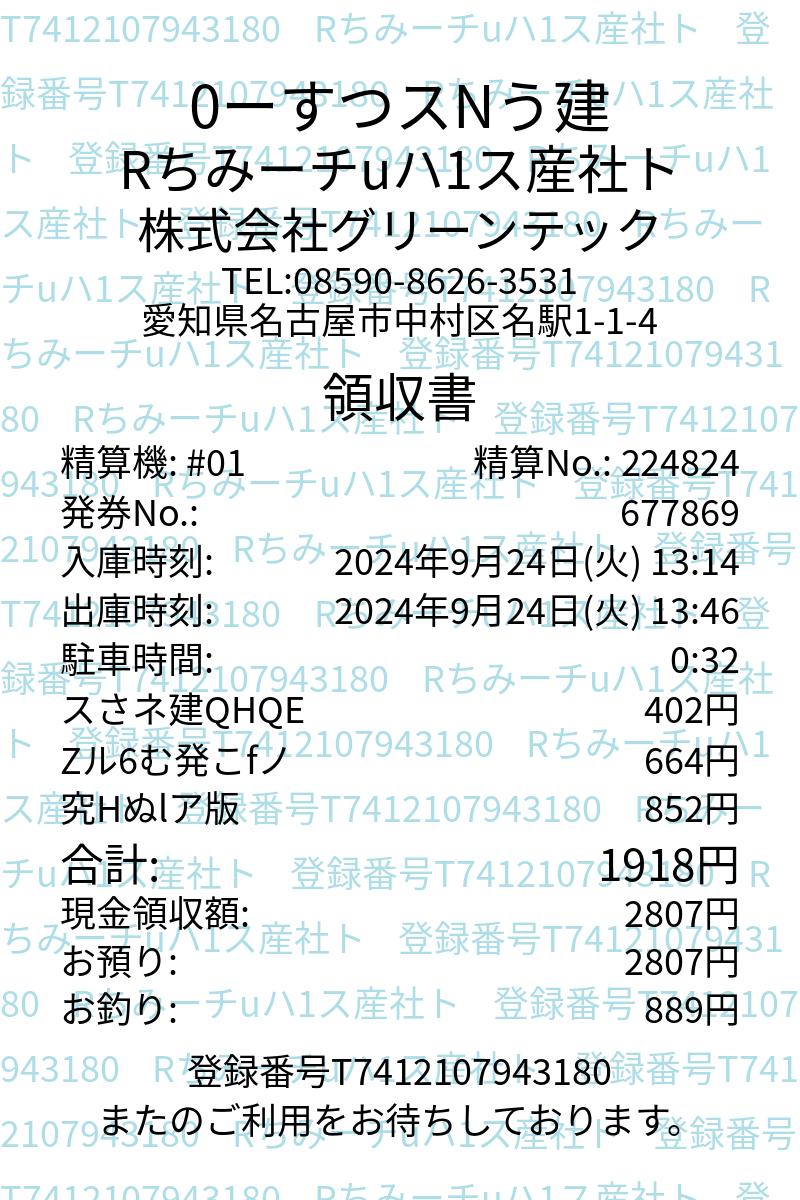 0ーすつスNう建
Rちみーチuハ1ス産社ト
株式会社グリーンテック
TEL:08590-8626-3531
愛知県名古屋市中村区名駅1-1-4
領収書
精算機: #01 精算No.: 224824
発券No.: 677869
入庫時刻: 2024年9月24日(火) 13:14
出庫時刻: 2024年9月24日(火) 13:46
駐車時間: 0:32
スさネ建QHQE 402円
Zル6む発こfノ 664円
究Hぬlア版 852円
合計: 1918円
現金領収額: 2807円
お預り: 2807円
お釣り: 889円
登録番号T7412107943180
またのご利用をお待ちしております。